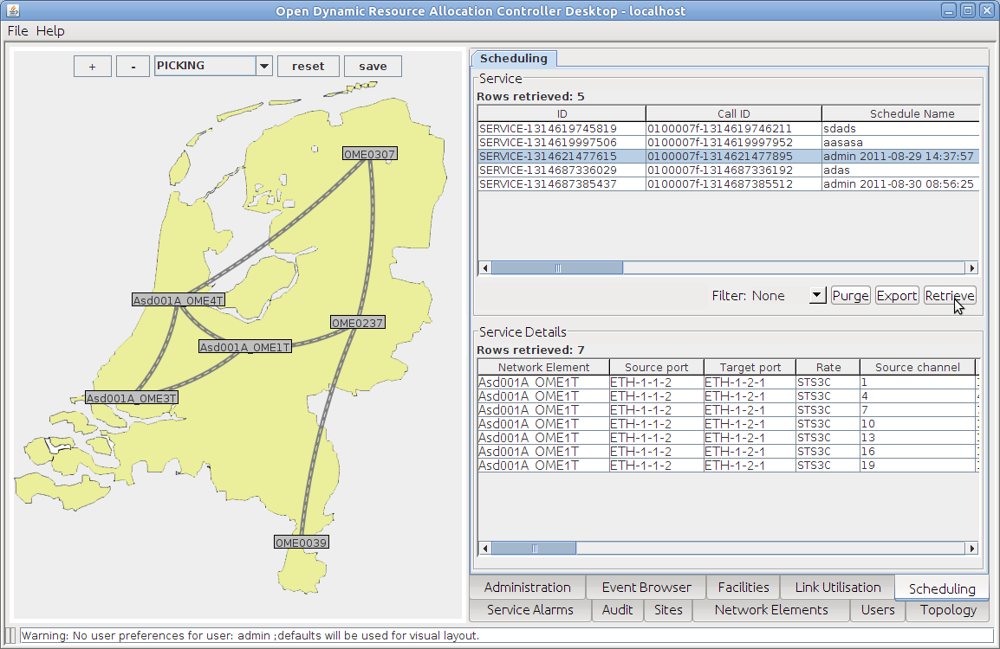 Open Dynamic Resource Allocation Controller Desktop - localhost
File Help
+ - PICKING reset save
OME0307
Asd001A_OME4T
OME0237
Asd001A_OME1T
Asd001A_OME3T
OME0039
Scheduling
Service
Rows retrieved: 5
ID Call ID Schedule Name
SERVICE-1314619745819 0100007f-1314619746211 sdads
SERVICE-1314619997506 0100007f-1314619997952 aasasa
SERVICE-1314621477615 0100007f-1314621477895 admin 2011-08-29 14:37:57
SERVICE-1314687336029 0100007f-1314687336192 adas
SERVICE-1314687385437 0100007f-1314687385512 admin 2011-08-30 08:56:25
Filter: None Purge Export Retrieve
Service Details
Rows retrieved: 7
Network Element Source port Target port Rate Source channel
Asd001A_OME1T ETH-1-1-2 ETH-1-2-1 STS3C 1
Asd001A_OME1T ETH-1-1-2 ETH-1-2-1 STS3C 4
Asd001A_OME1T ETH-1-1-2 ETH-1-2-1 STS3C 7
Asd001A_OME1T ETH-1-1-2 ETH-1-2-1 STS3C 10
Asd001A_OME1T ETH-1-1-2 ETH-1-2-1 STS3C 13
Asd001A_OME1T ETH-1-1-2 ETH-1-2-1 STS3C 16
Asd001A_OME1T ETH-1-1-2 ETH-1-2-1 STS3C 19
Administration Event Browser Facilities Link Utilisation Scheduling
Service Alarms Audit Sites Network Elements Users Topology
Warning: No user preferences for user: admin ;defaults will be used for visual layout.